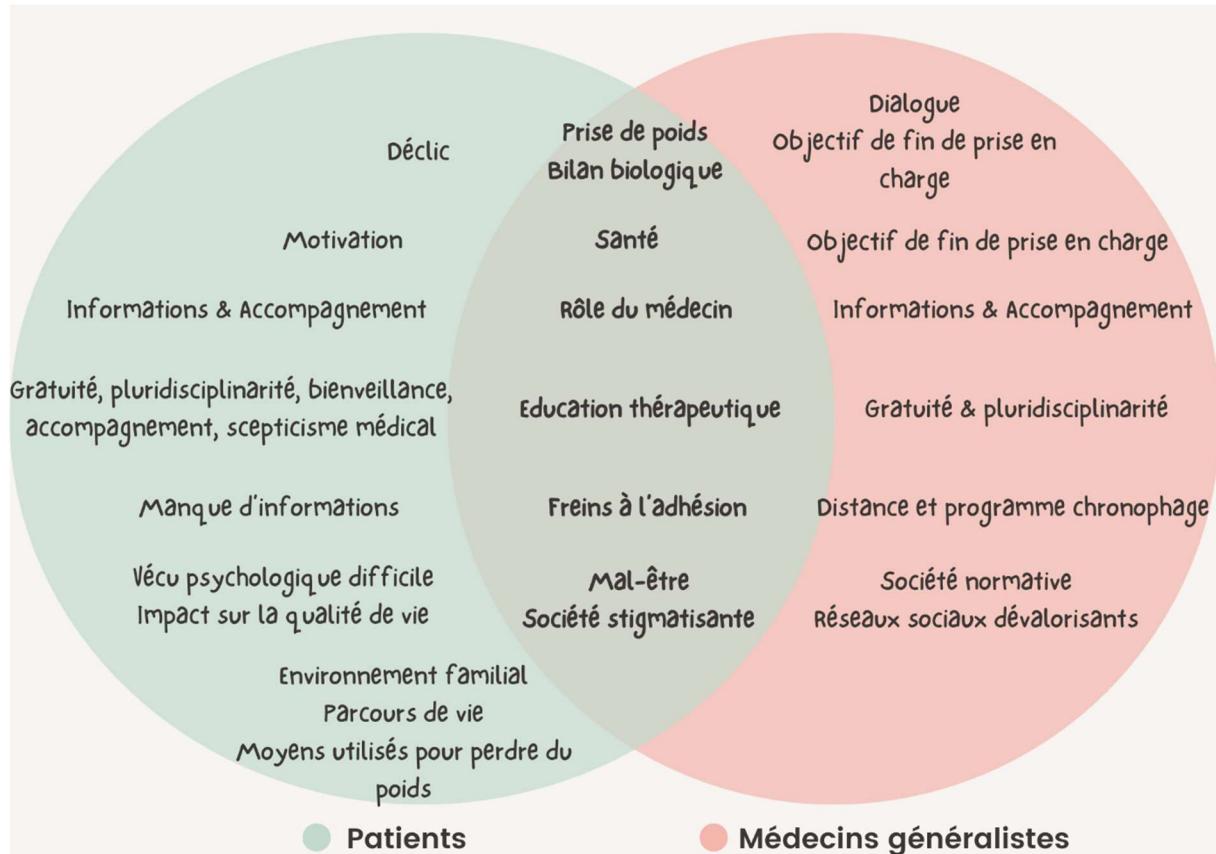 Déclic
Prise de poids
Bilan biologique
Dialogue
Objectif de fin de prise en
charge
Motivation
Santé
Objectif de fin de prise en charge
Informations & Accompagnement
Rôle du médecin
Informations & Accompagnement
Gratuité, pluridisciplinarité, bienveillance,
accompagnement, scepticisme médical
Education thérapeutique
Gratuité & pluridisciplinarité
Manque d'informations
Freins à l'adhésion
Distance et programme chronophage
Vécu psychologique difficile
Impact sur la qualité de vie
Mal-être
Société stigmatisante
Société normative
Réseaux sociaux dévalorisants
Environnement familial
Parcours de vie
Moyens utilisés pour perdre du
poids
Patients
Médecins généralistes